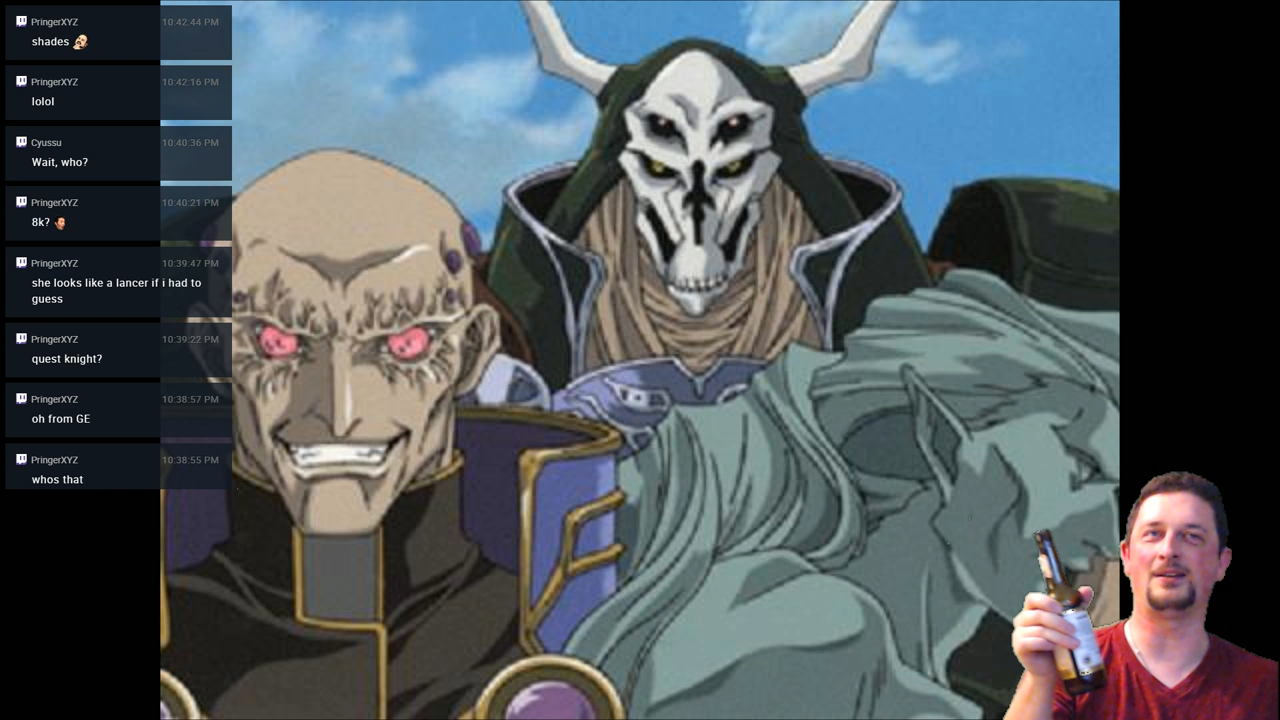 PringerXYZ 10:42:44 PM
shades
PringerXYZ 10:42:16 PM
lolol
Cyussu 10:40:36 PM
Wait, who?
PringerXYZ 10:40:21 PM
8k?
PringerXYZ 10:39:47 PM
she looks like a lancer if i had to
guess
PringerXYZ 10:39:22 PM
quest knight?
PringerXYZ 10:38:57 PM
oh from GE
PringerXYZ 10:38:55 PM
whos that